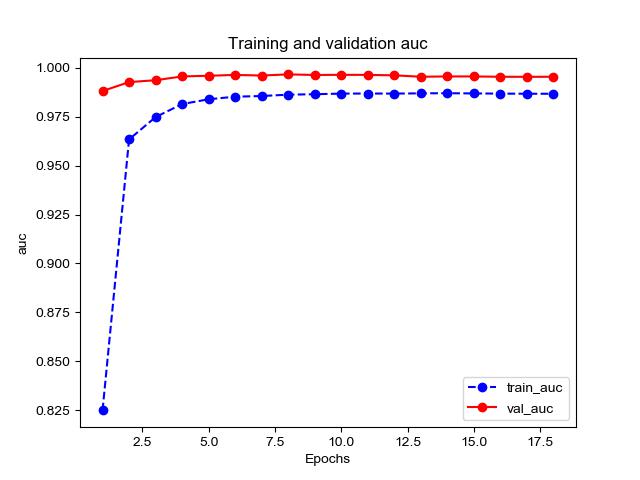 Training and validation auc
1.000
0.975
0.950
0.925
0.900
0.875
0.850
0.825
auc
train_auc
val_auc
2.5 5.0 7.5 10.0 12.5 15.0 17.5
Epochs